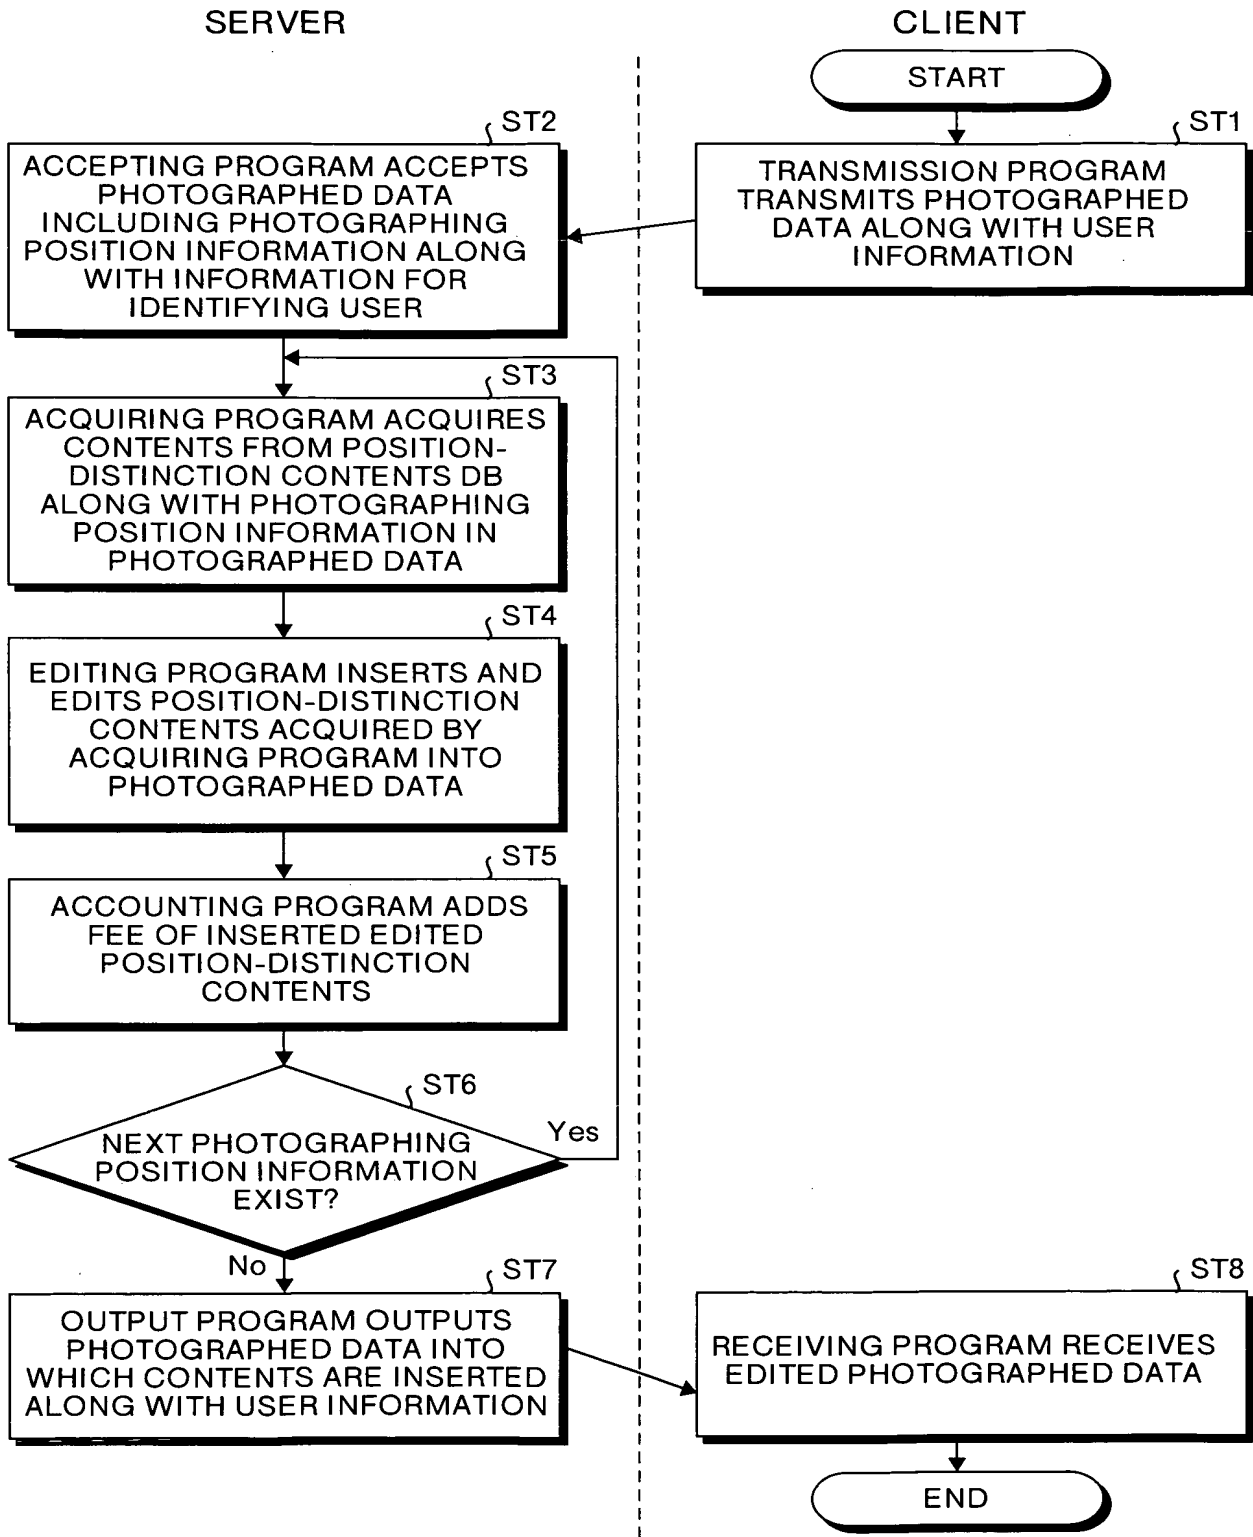 SERVER
CLIENT
START
ST2
ACCEPTING PROGRAM ACCEPTS
PHOTOGRAPHED DATA
INCLUDING PHOTOGRAPHING
POSITION INFORMATION ALONG
WITH INFORMATION FOR
IDENTIFYING USER
ST1
TRANSMISSION PROGRAM
TRANSMITS PHOTOGRAPHED
DATA ALONG WITH USER
INFORMATION
ST3
ACQUIRING PROGRAM ACQUIRES
CONTENTS FROM POSITION-
DISTINCTION CONTENTS DB
ALONG WITH PHOTOGRAPHING
POSITION INFORMATION IN
PHOTOGRAPHED DATA
ST4
EDITING PROGRAM INSERTS AND
EDITS POSITION-DISTINCTION
CONTENTS ACQUIRED BY
ACQUIRING PROGRAM INTO
PHOTOGRAPHED DATA
ST5
ACCOUNTING PROGRAM ADDS
FEE OF INSERTED EDITED
POSITION-DISTINCTION
CONTENTS
ST6
NEXT PHOTOGRAPHING
POSITION INFORMATION
EXIST?
Yes
No
ST7
OUTPUT PROGRAM OUTPUTS
PHOTOGRAPHED DATA INTO
WHICH CONTENTS ARE INSERTED
ALONG WITH USER INFORMATION
ST8
RECEIVING PROGRAM RECEIVES
EDITED PHOTOGRAPHED DATA
END